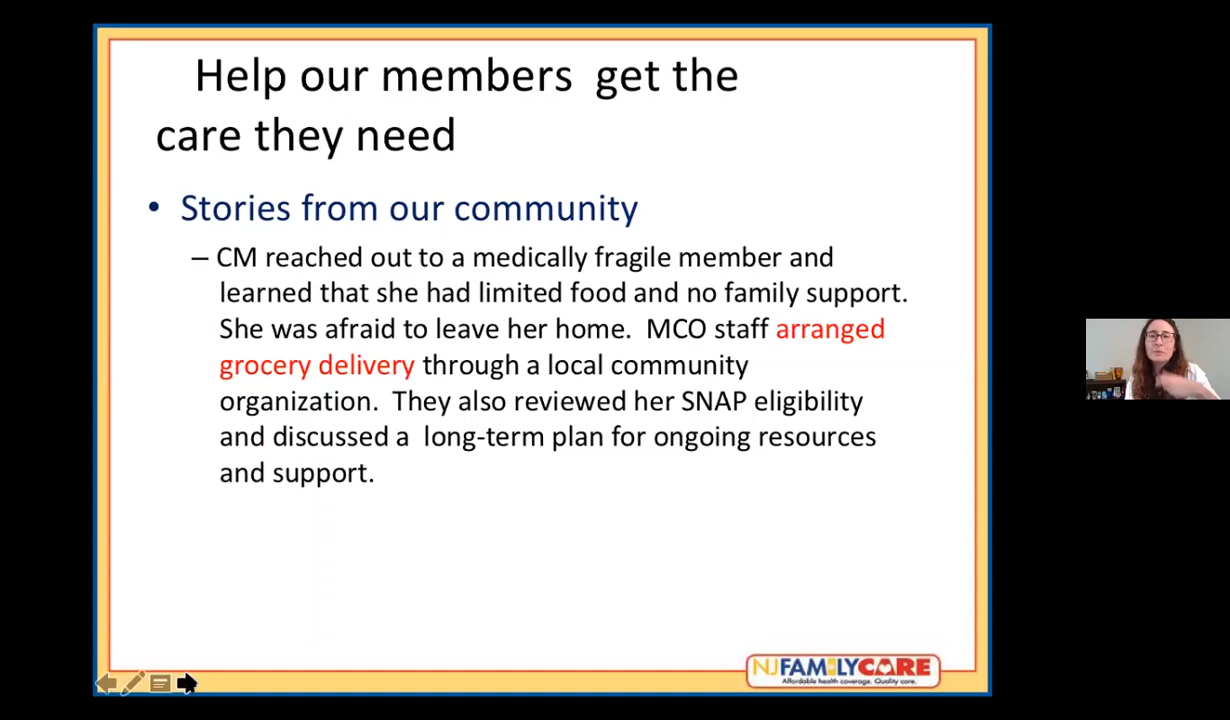 Help our members get the
care they need
• Stories from our community
– CM reached out to a medically fragile member and
learned that she had limited food and no family support.
She was afraid to leave her home. MCO staff arranged
grocery delivery through a local community
organization. They also reviewed her SNAP eligibility
and discussed a long-term plan for ongoing resources
and support.
NJFAMILYCARE
Affordable health coverage. Quality care.